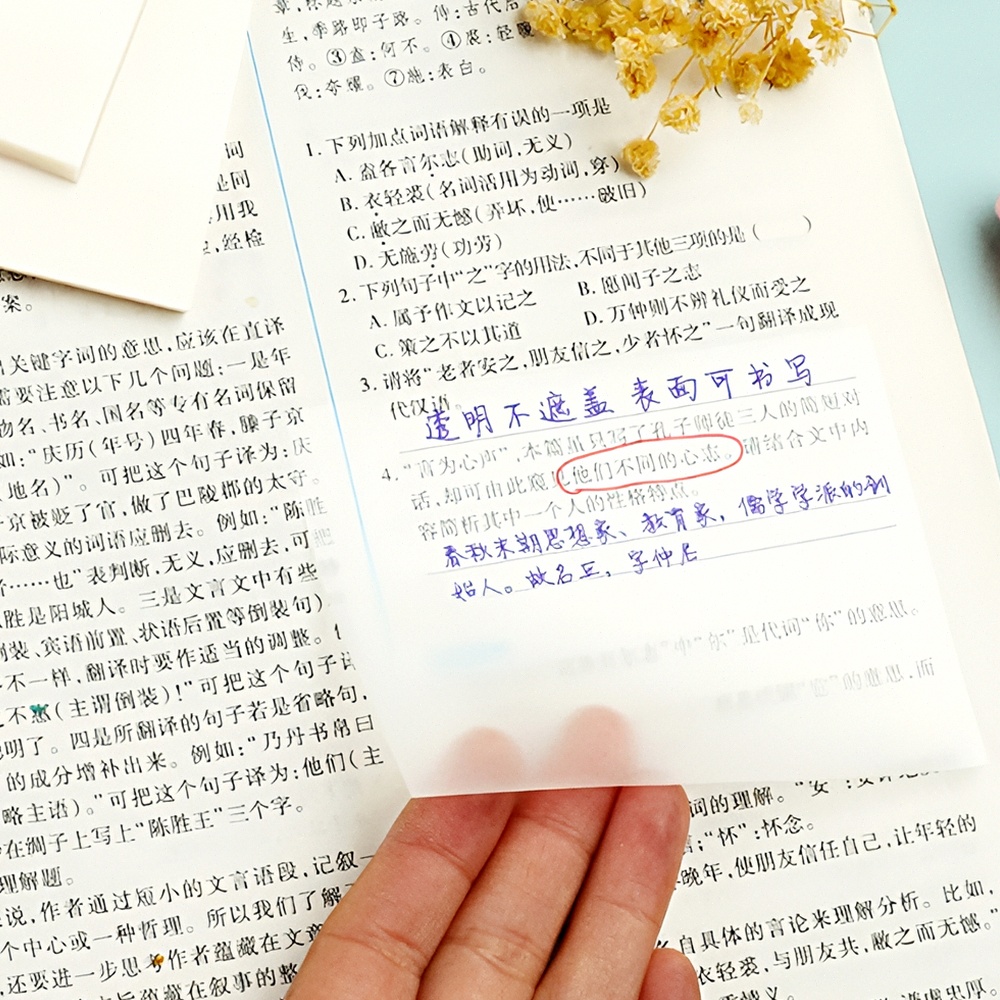 词
是同
用我
,经检
案。
关键字词的意思,应该在直译
需要注意以下几个问题:一是年
物名、书名、国名等专有名词保留
如:“庆历(年号)四年春,滕子京
地名)”。可把这个句子译为:庆
京被贬了官,做了巴陵郡的太守。
际意义的词语应删去。例如:“陈胜
者……也”表判断,无义,应删去,可把
胜是阳城人。三是文言文中有些
倒装、宾语前置、状语后置等倒装句)
不一样,翻译时要作适当的调整。
不惠(主谓倒装)!”可把这个句子译
明了。四是所翻译的句子若是省略句,
的成分增补出来。例如:“乃丹书帛曰
略主语)。”可把这个句子译为:他们(主
在绸子上写上“陈胜王”三个字。
理解题。
说,作者通过短小的文言语段,记叙一
个中心或一种哲理。所以我们了解
还要进一步思考作者蕴藏在文章
蕴藏在叙事的整
生,季路即子路。侍:古代后
侍。③盍:何不。④裘:轻暖
伐:夸耀。⑦施:表白。
1. 下列加点词语解释有误的一项是
A. 盍各言尔志(助词,无义)
B. 衣轻裘(名词活用为动词,穿)
C. 敝之而无憾(弄坏,使……破旧)
D. 无施劳(功劳)
2. 下列句子中“之”字的用法,不同于其他三项的是( )
A. 属予作文以记之 B. 愿闻子之志
C. 策之不以其道 D. 万钟则不辨礼仪而受之
3. 请将“老者安之,朋友信之,少者怀之”一句翻译成现
代汉语。
透明不遮盖 表面可书写
4. “言为心声”,本篇虽只写了孔子师徒三人的简短对
话,却可由此窥见他们不同的心志。请结合文中内
容简析其中一个人的性格特点。
春秋末期思想家、教育家,儒学学派的创
始人。故名丘,字仲尼
“尔”是代词“你”的意思。
的意思,而
词的理解。“安”:
;“怀”:怀念。
晚年,使朋友信任自己,让年轻的
自具体的言论来理解分析。比如,
衣轻裘,与朋友共,敝之而无憾。”